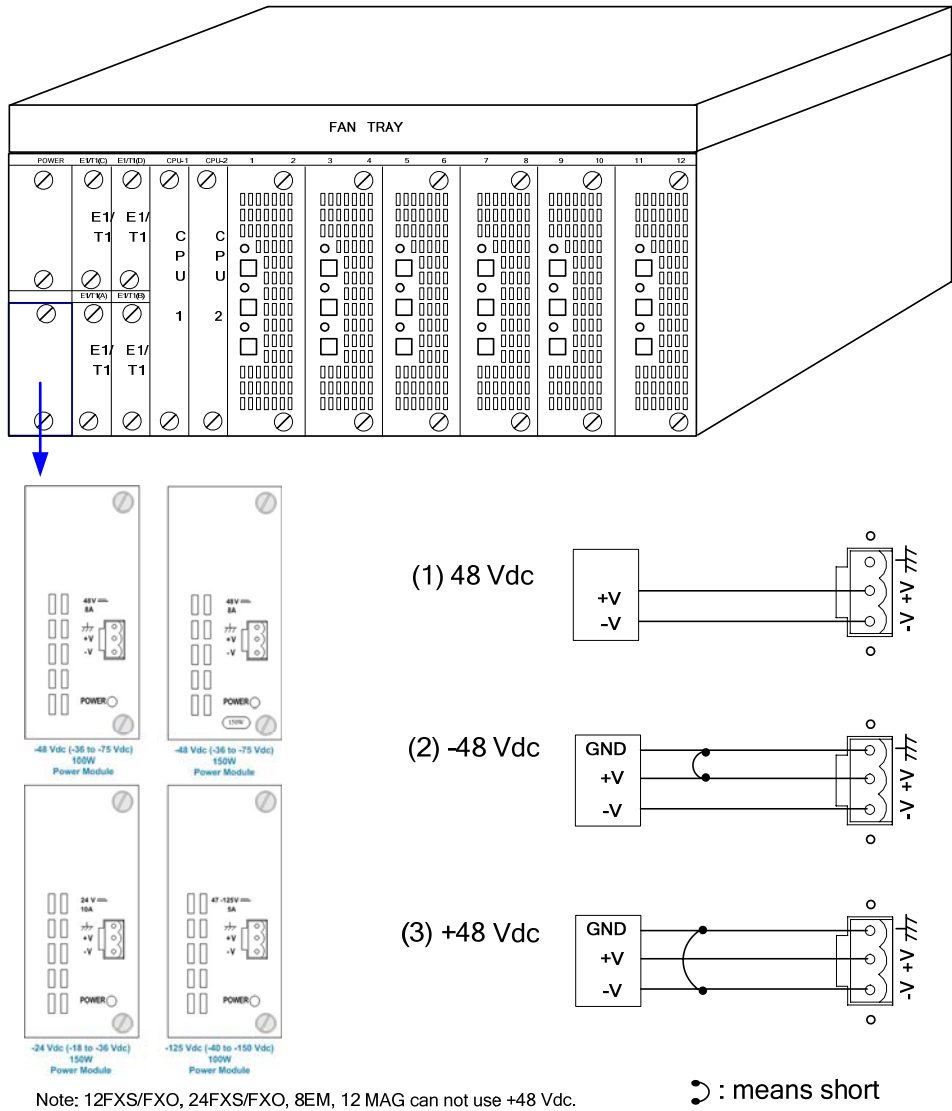 FAN TRAY
POWER E1/T1(C) E1/T1(D) CPU-1 CPU-2 1 2 3 4 5 6 7 8 9 10 11 12
E1/ E1/
T1 T1
C C
P P
U U
1 2
E1/T1(A) E1/T1(B)
E1/ E1/
T1 T1
48V
8A
+V
-V
POWER
-48 Vdc (-36 to -75 Vdc)
100W
Power Module
48V
8A
+V
-V
POWER
150W
-48 Vdc (-36 to -75 Vdc)
150W
Power Module
24 V
10A
+V
-V
POWER
-24 Vdc (-18 to -36 Vdc)
150W
Power Module
47 -125V
5A
+V
-V
POWER
-125 Vdc (-40 to -150 Vdc)
100W
Power Module
(1) 48 Vdc
+V
-V
-V +V
(2) -48 Vdc
GND
+V
-V
-V +V
(3) +48 Vdc
GND
+V
-V
-V +V
Note: 12FXS/FXO, 24FXS/FXO, 8EM, 12 MAG can not use +48 Vdc.
: means short